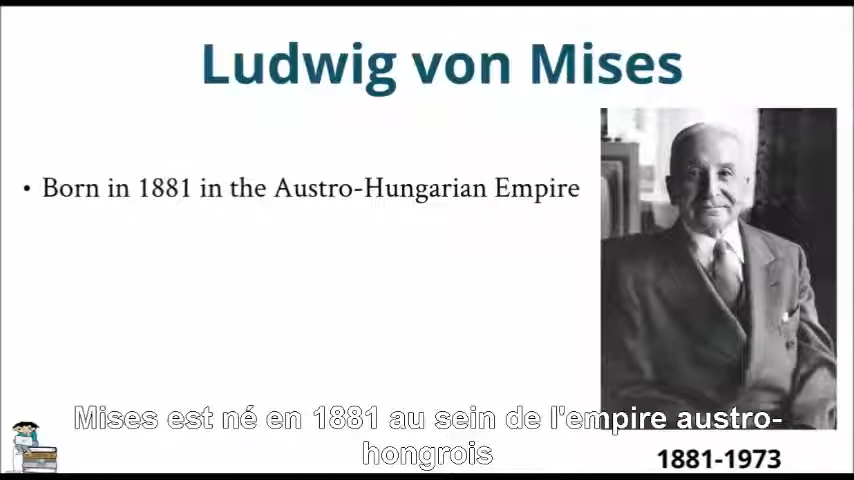 Ludwig von Mises
• Born in 1881 in the Austro-Hungarian Empire
Mises est né en 1881 au sein de l'empire austro-
hongrois
1881-1973